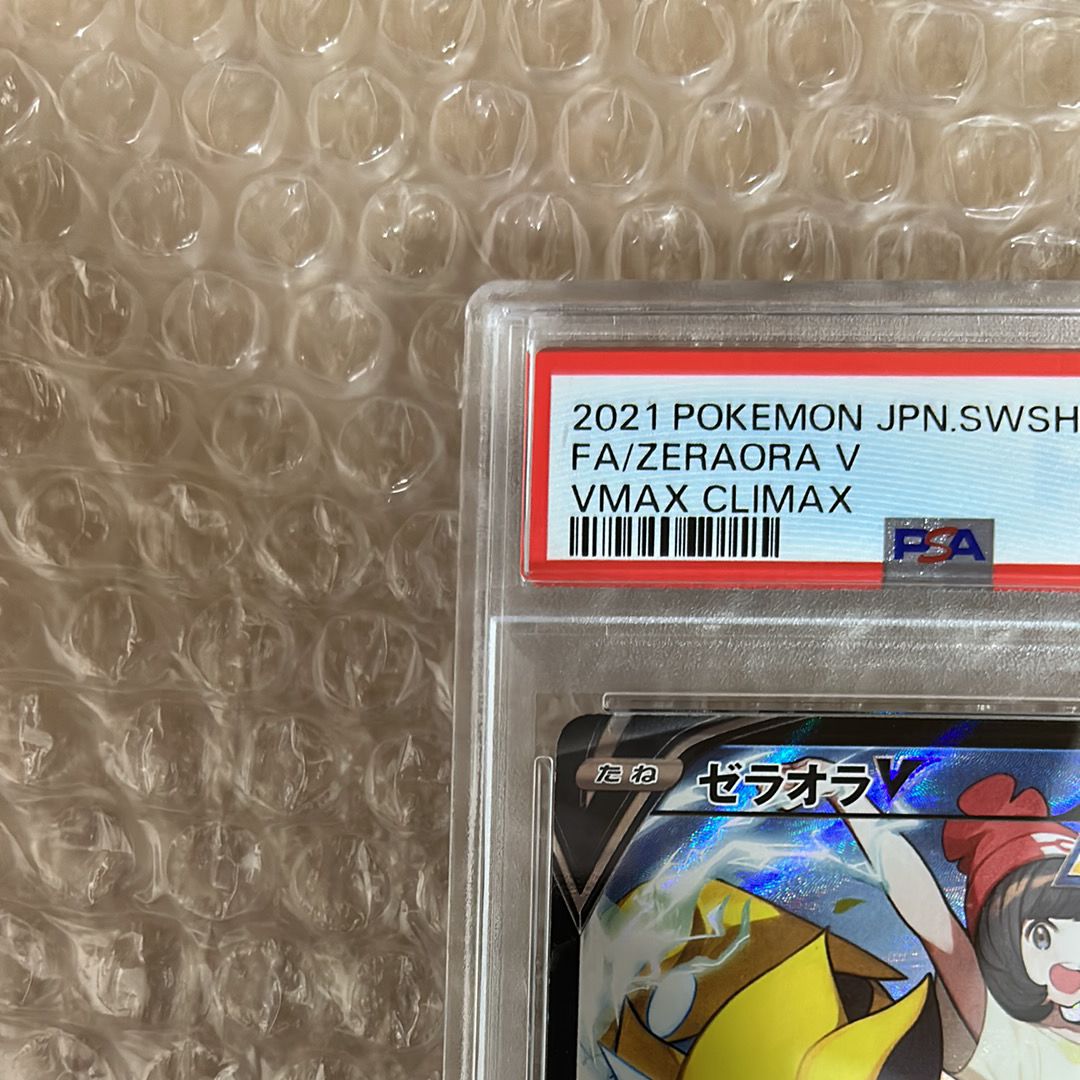 2021 POKEMON JPN.SWSH
FA/ZERAORA V
VMAX CLIMAX
PSA
たね ゼラオラV